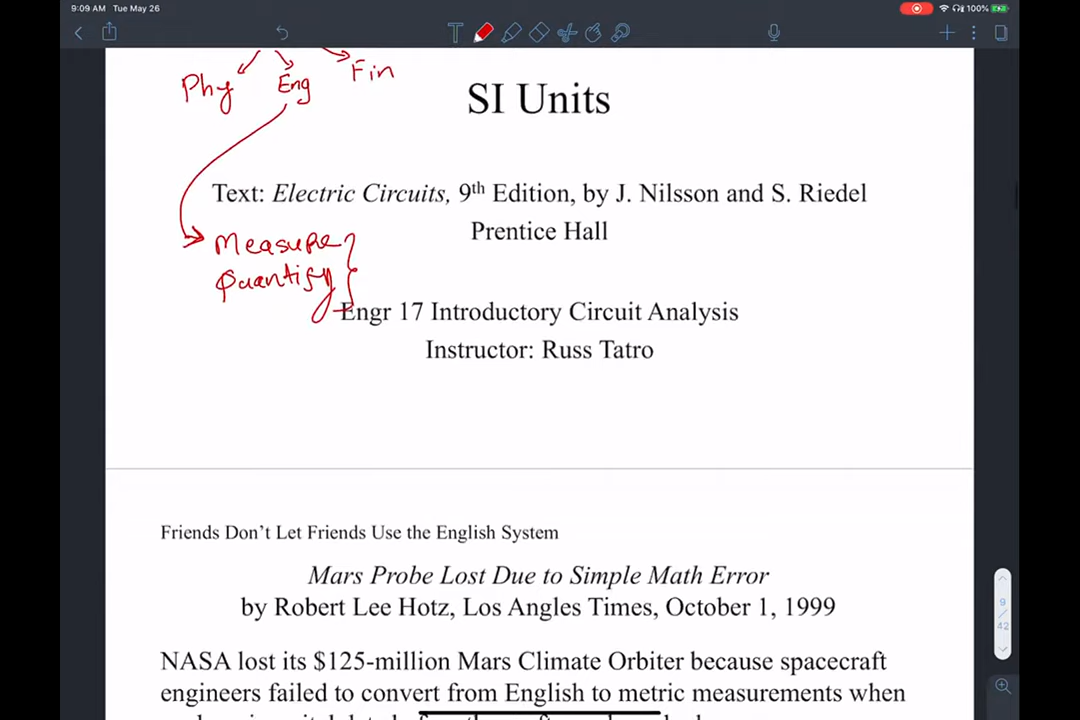 9:09 AM Tue May 26
100%
Phy Eng Fin
SI Units
Text: Electric Circuits, 9th Edition, by J. Nilsson and S. Riedel
Prentice Hall
Measure
Quantify
Engr 17 Introductory Circuit Analysis
Instructor: Russ Tatro
Friends Don't Let Friends Use the English System
Mars Probe Lost Due to Simple Math Error
by Robert Lee Hotz, Los Angles Times, October 1, 1999
9
/
42
NASA lost its $125-million Mars Climate Orbiter because spacecraft
engineers failed to convert from English to metric measurements when